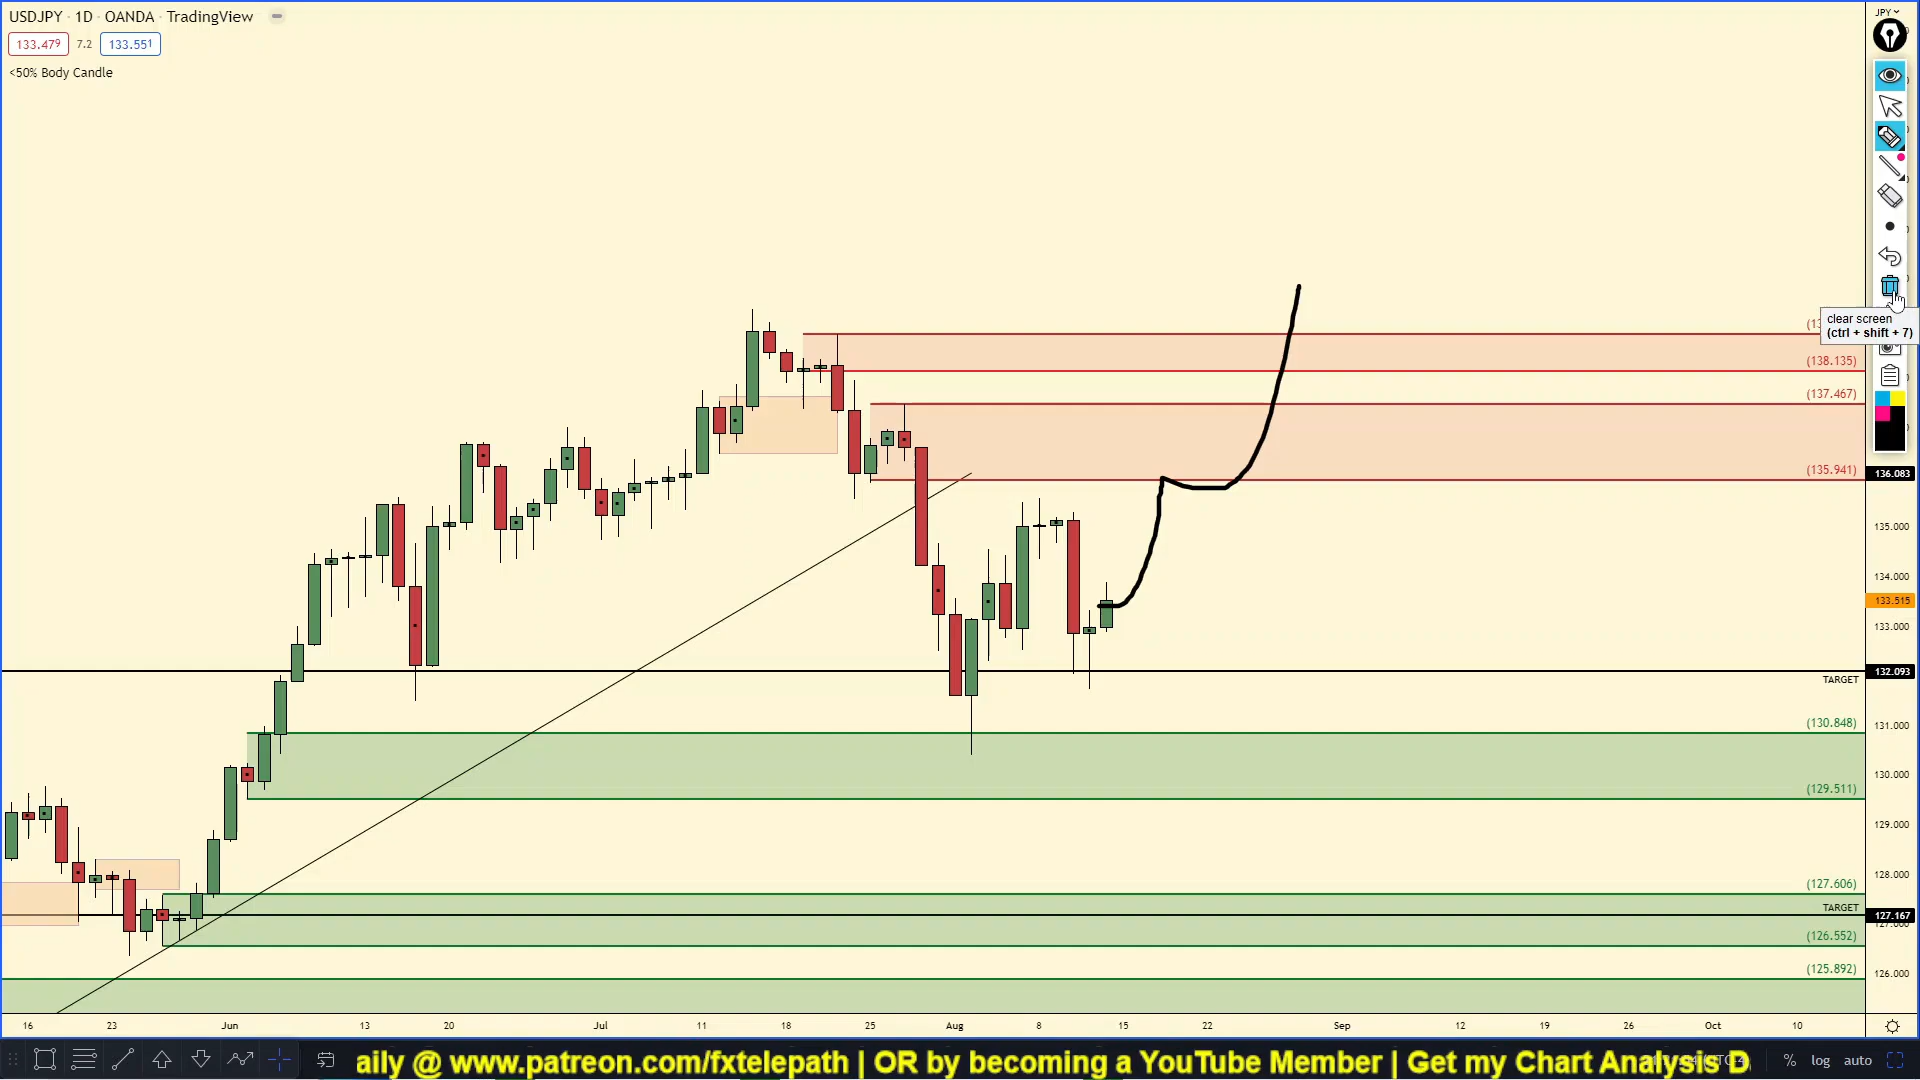 USDJPY · 1D · OANDA · TradingView
133.479 7.2 133.551
<50% Body Candle
JPY
clear screen
(ctrl + shift + 7)
(138.135)
(137.467)
(135.941)
136.083
135.000
134.000
133.515
133.000
132.093
TARGET
(130.848)
131.000
130.000
(129.511)
129.000
128.000
(127.606)
TARGET
127.167
(126.552)
(125.892)
126.000
16 23 Jun 13 20 Jul 11 18 25 Aug 8 15 22 Sep 12 19 26 Oct 10
aily @ www.patreon.com/fxtelepath | OR by becoming a YouTube Member | Get my Chart Analysis D
% log auto